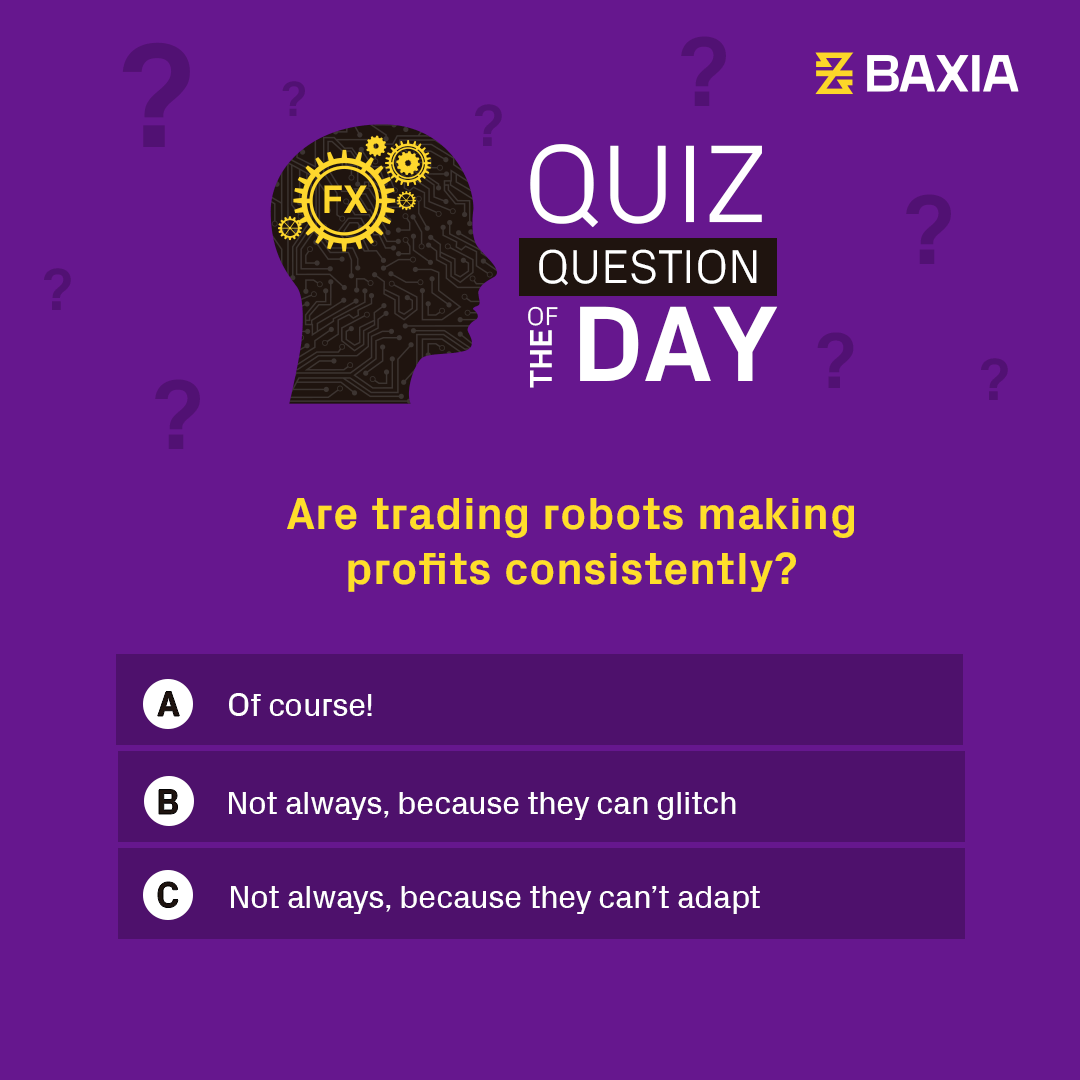 BAXIA
FX
QUIZ
QUESTION
OF THE DAY
Are trading robots making
profits consistently?
A Of course!
B Not always, because they can glitch
C Not always, because they can’t adapt
? ? ? ? ? ? ? ? ?